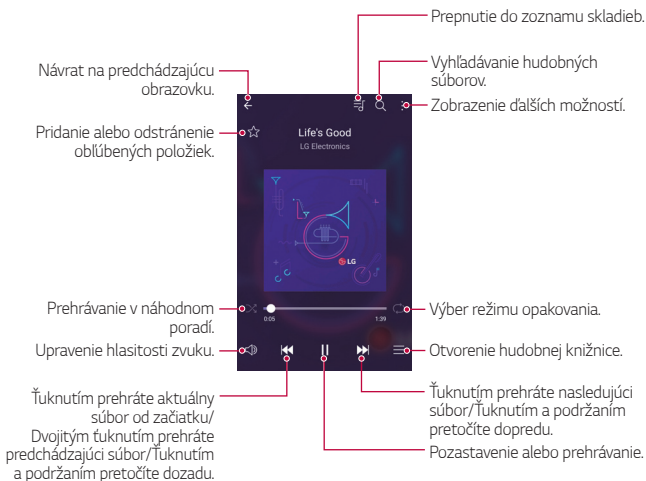 Prepnutie do zoznamu skladieb.
Vyhľadávanie hudobných
súborov.
Zobrazenie ďalších možností.
Návrat na predchádzajúcu
obrazovku.
Pridanie alebo odstránenie
obľúbených položiek.
Life's Good
LG Electronics
LG
0:05
1:39
Prehrávanie v náhodnom
poradí.
Výber režimu opakovania.
Upravenie hlasitosti zvuku.
Otvorenie hudobnej knižnice.
Ťuknutím prehráte aktuálny
súbor od začiatku/
Dvojitým ťuknutím prehráte
predchádzajúci súbor/Ťuknutím
a podržaním pretočíte dozadu.
Ťuknutím prehráte nasledujúci
súbor/Ťuknutím a podržaním
pretočíte dopredu.
Pozastavenie alebo prehrávanie.